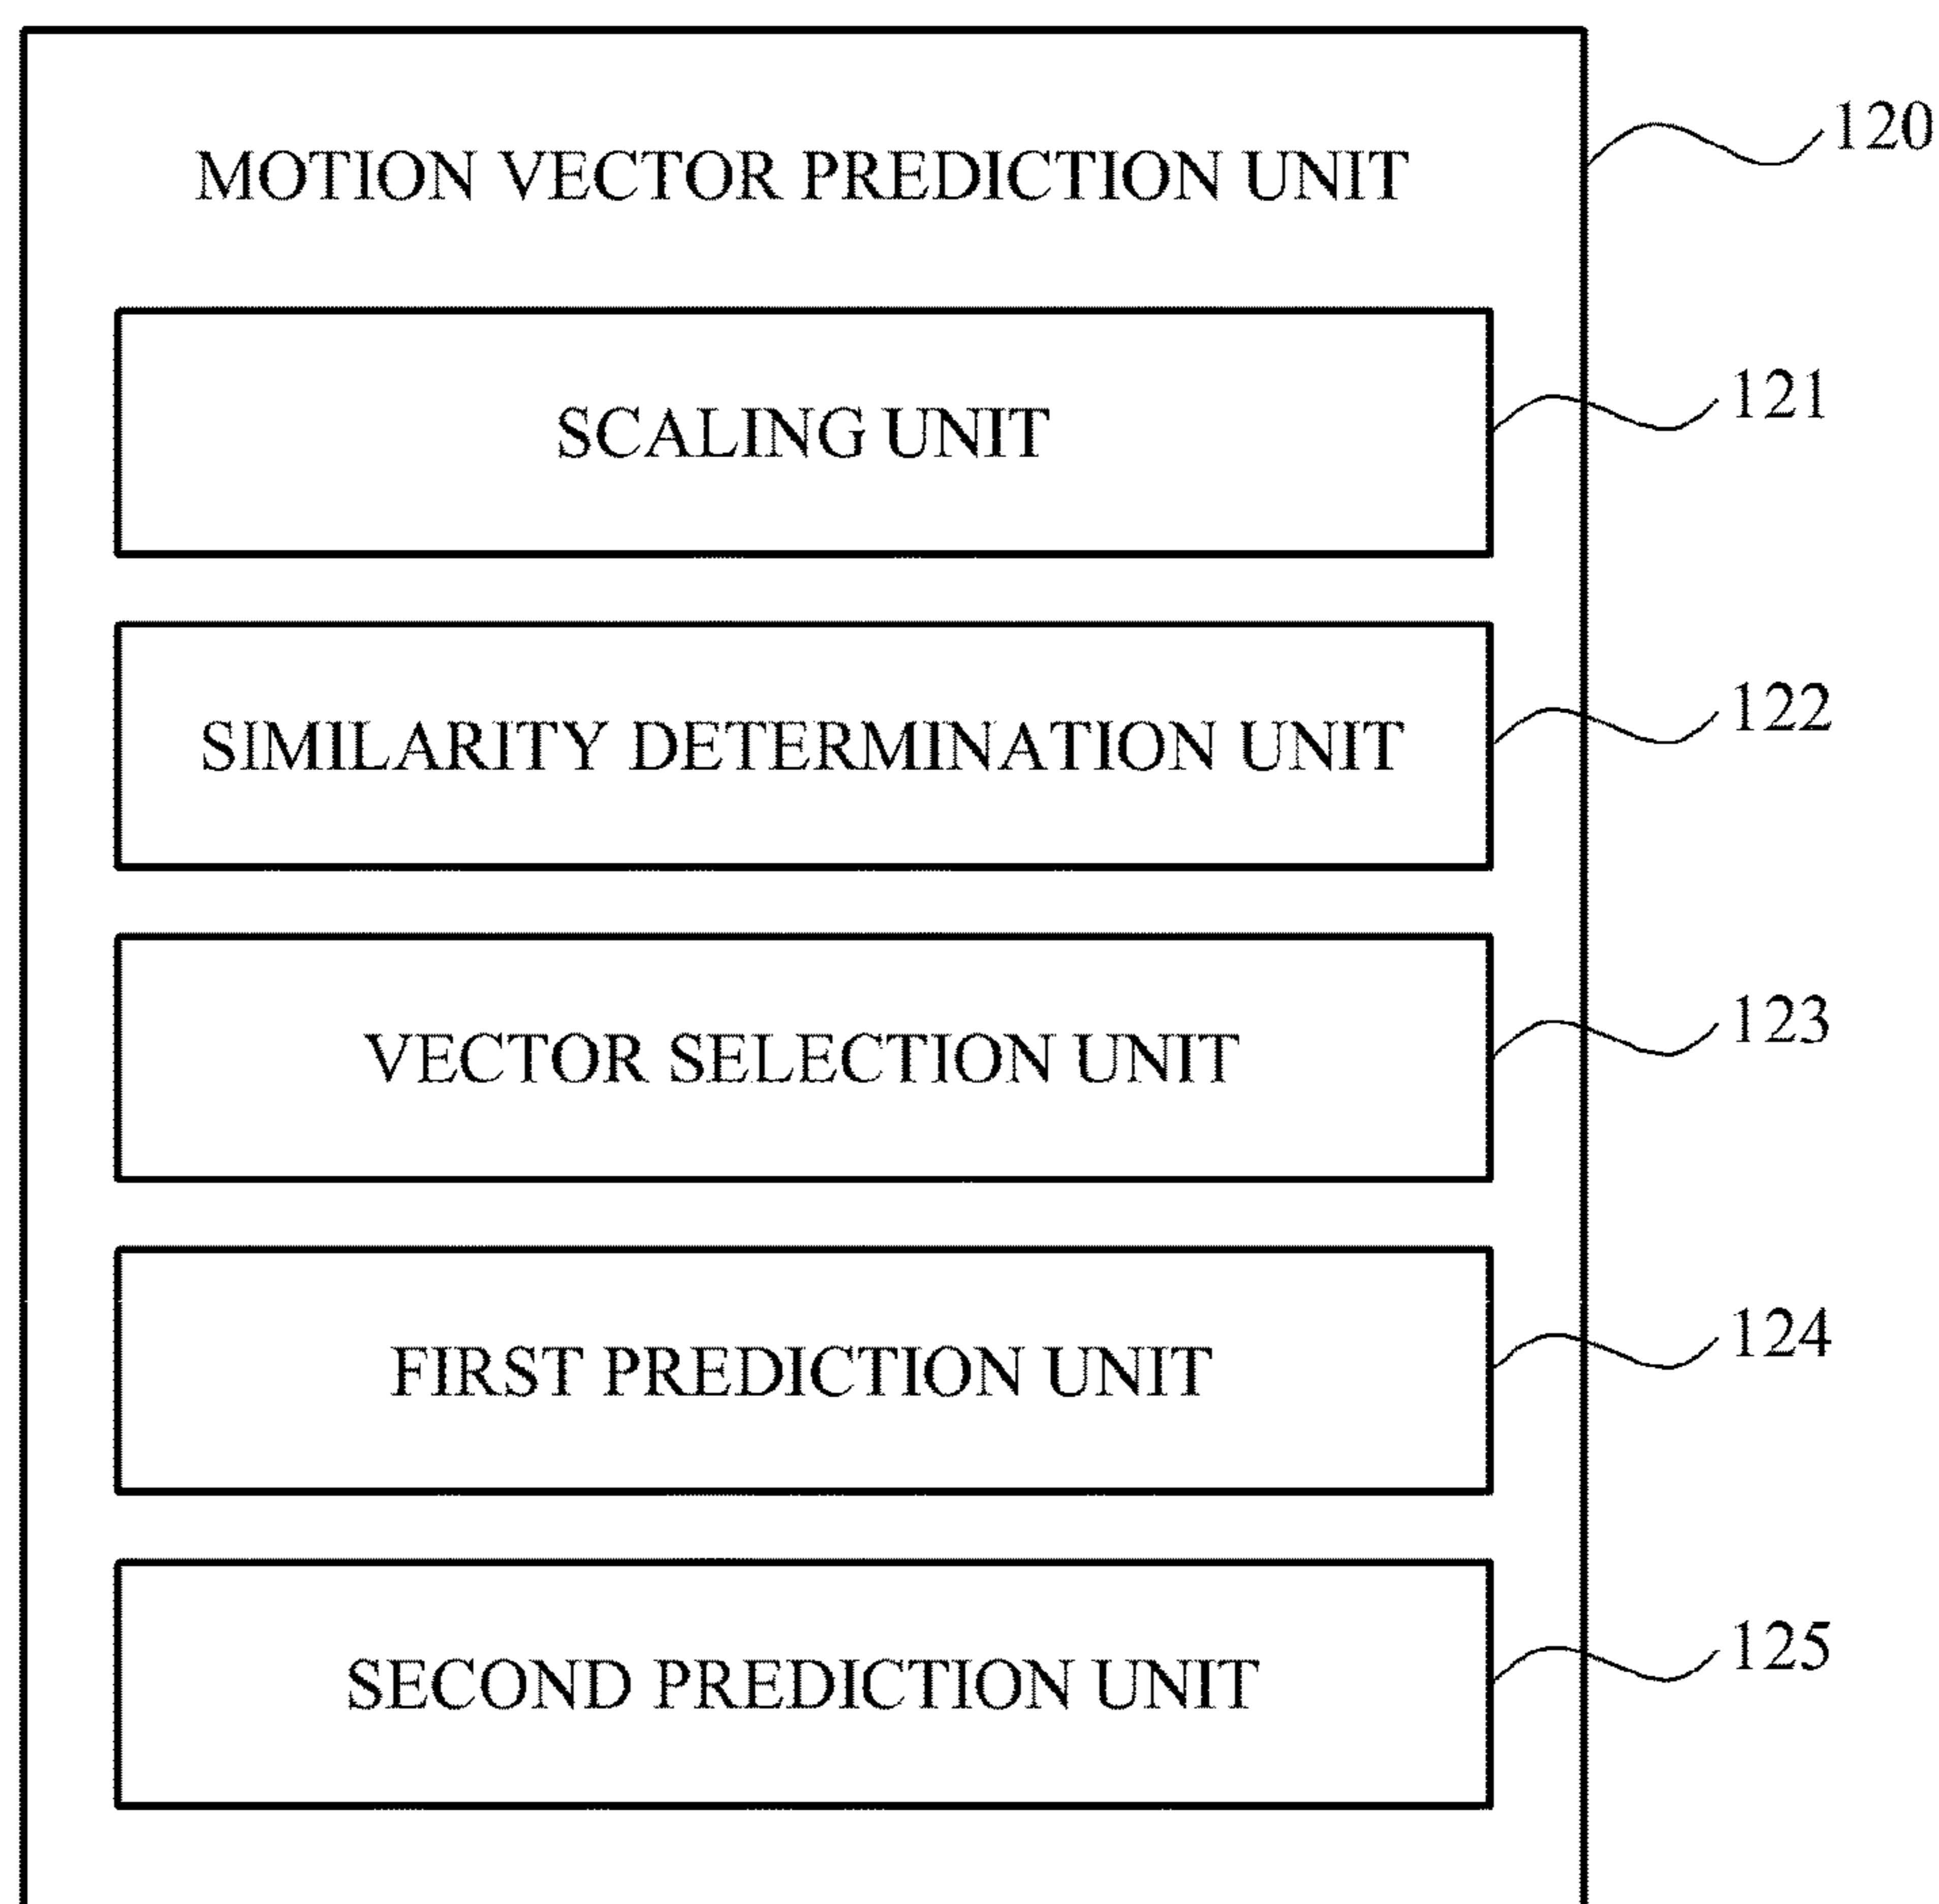 120
MOTION VECTOR PREDICTION UNIT
SCALING UNIT
121
SIMILARITY DETERMINATION UNIT
122
VECTOR SELECTION UNIT
123
FIRST PREDICTION UNIT
124
SECOND PREDICTION UNIT
125